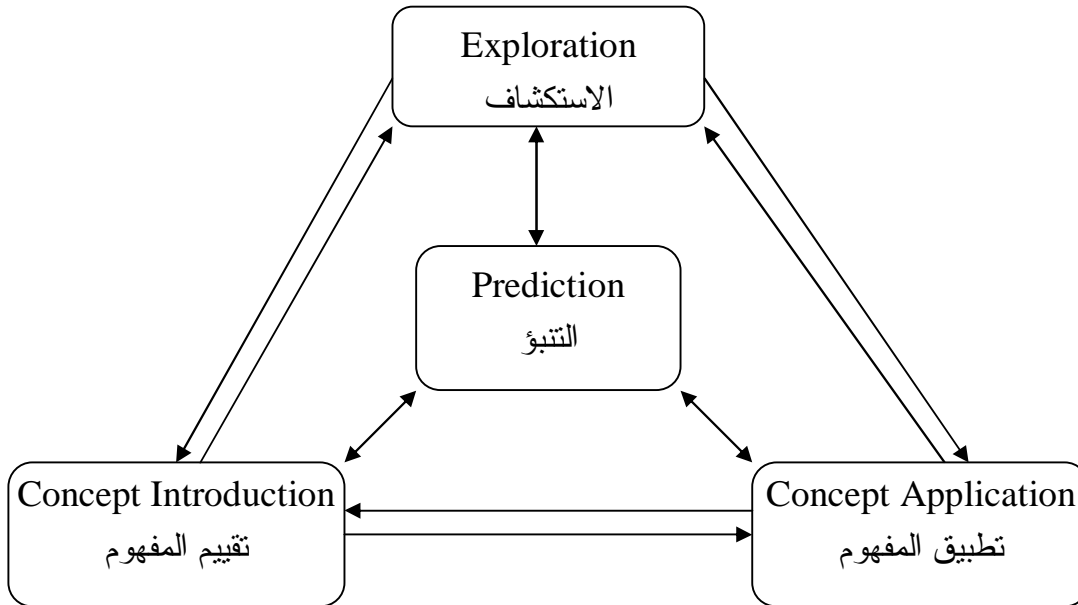 Exploration
الاستكشاف
Prediction
التنبؤ
Concept Introduction
تقييم المفهوم
Concept Application
تطبيق المفهوم